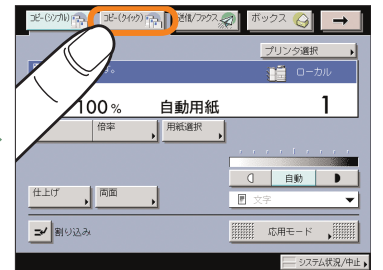 コピー(シンプル) コピー(クイック) 送信/ファクス ボックス
プリンタ選択
す。 ローカル
100% 自動用紙 1
倍率 用紙選択
自動
仕上げ 両面 文字
割り込み 応用モード
システム状況/中止